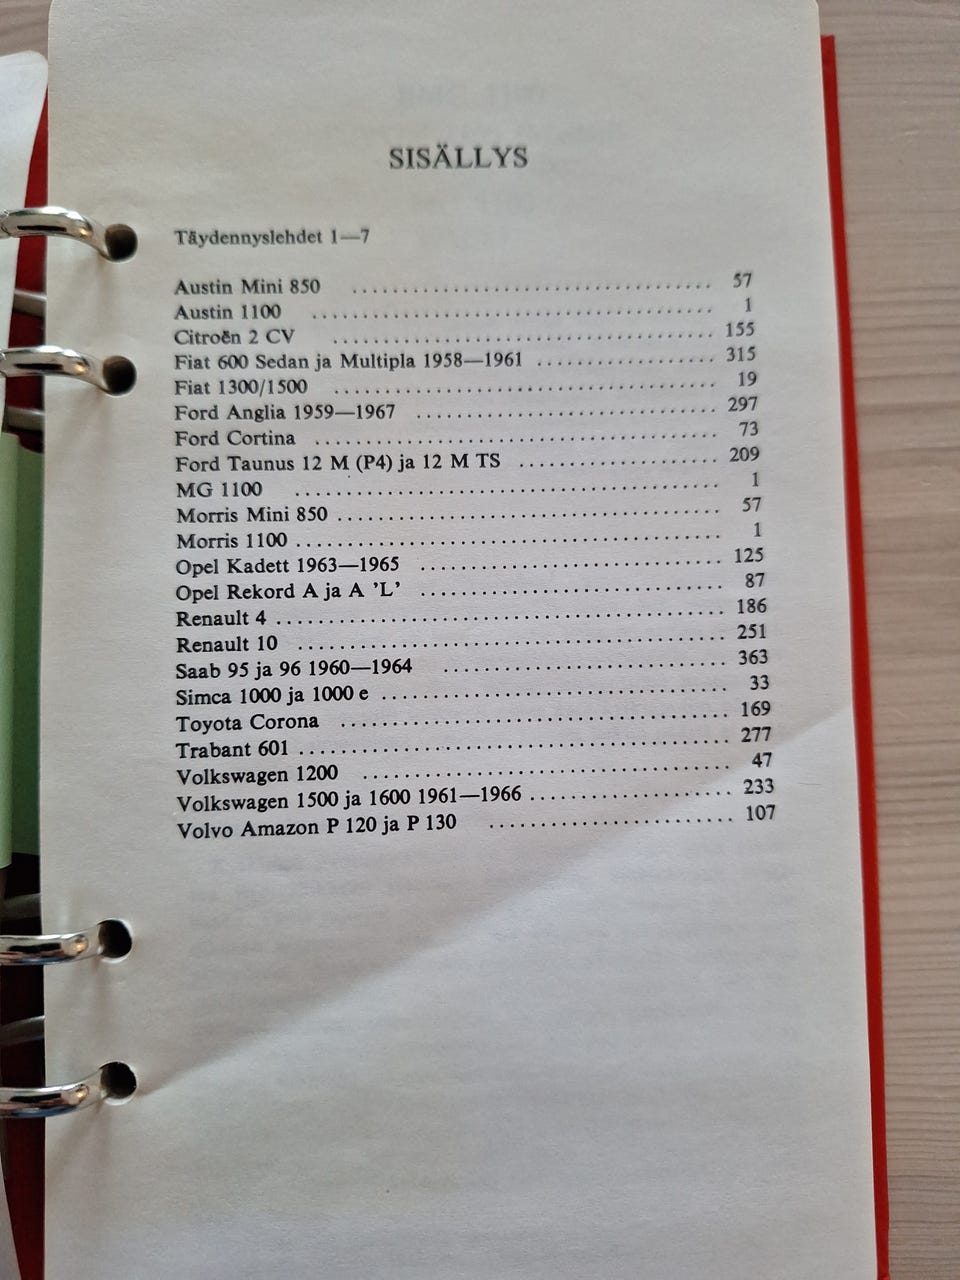 SISÄLLYS
Täydennyslehdet 1—7
Austin Mini 850 ........................................ 57
Austin 1100 ........................................ 1
Citroën 2 CV ........................................ 155
Fiat 600 Sedan ja Multipla 1958—1961 .................. 315
Fiat 1300/1500 ........................................ 19
Ford Anglia 1959—1967 ................................ 297
Ford Cortina ........................................ 73
Ford Taunus 12 M (P4) ja 12 M TS .................... 209
MG 1100 ........................................ 1
Morris Mini 850 ........................................ 57
Morris 1100 ........................................ 1
Opel Kadett 1963—1965 ................................ 125
Opel Rekord A ja A 'L' ................................ 87
Renault 4 ........................................ 186
Renault 10 ........................................ 251
Saab 95 ja 96 1960—1964 ............................ 363
Simca 1000 ja 1000 e ................................ 33
Toyota Corona ........................................ 169
Trabant 601 ........................................ 277
Volkswagen 1200 .................................... 47
Volkswagen 1500 ja 1600 1961—1966 .................... 233
Volvo Amazon P 120 ja P 130 ........................ 107